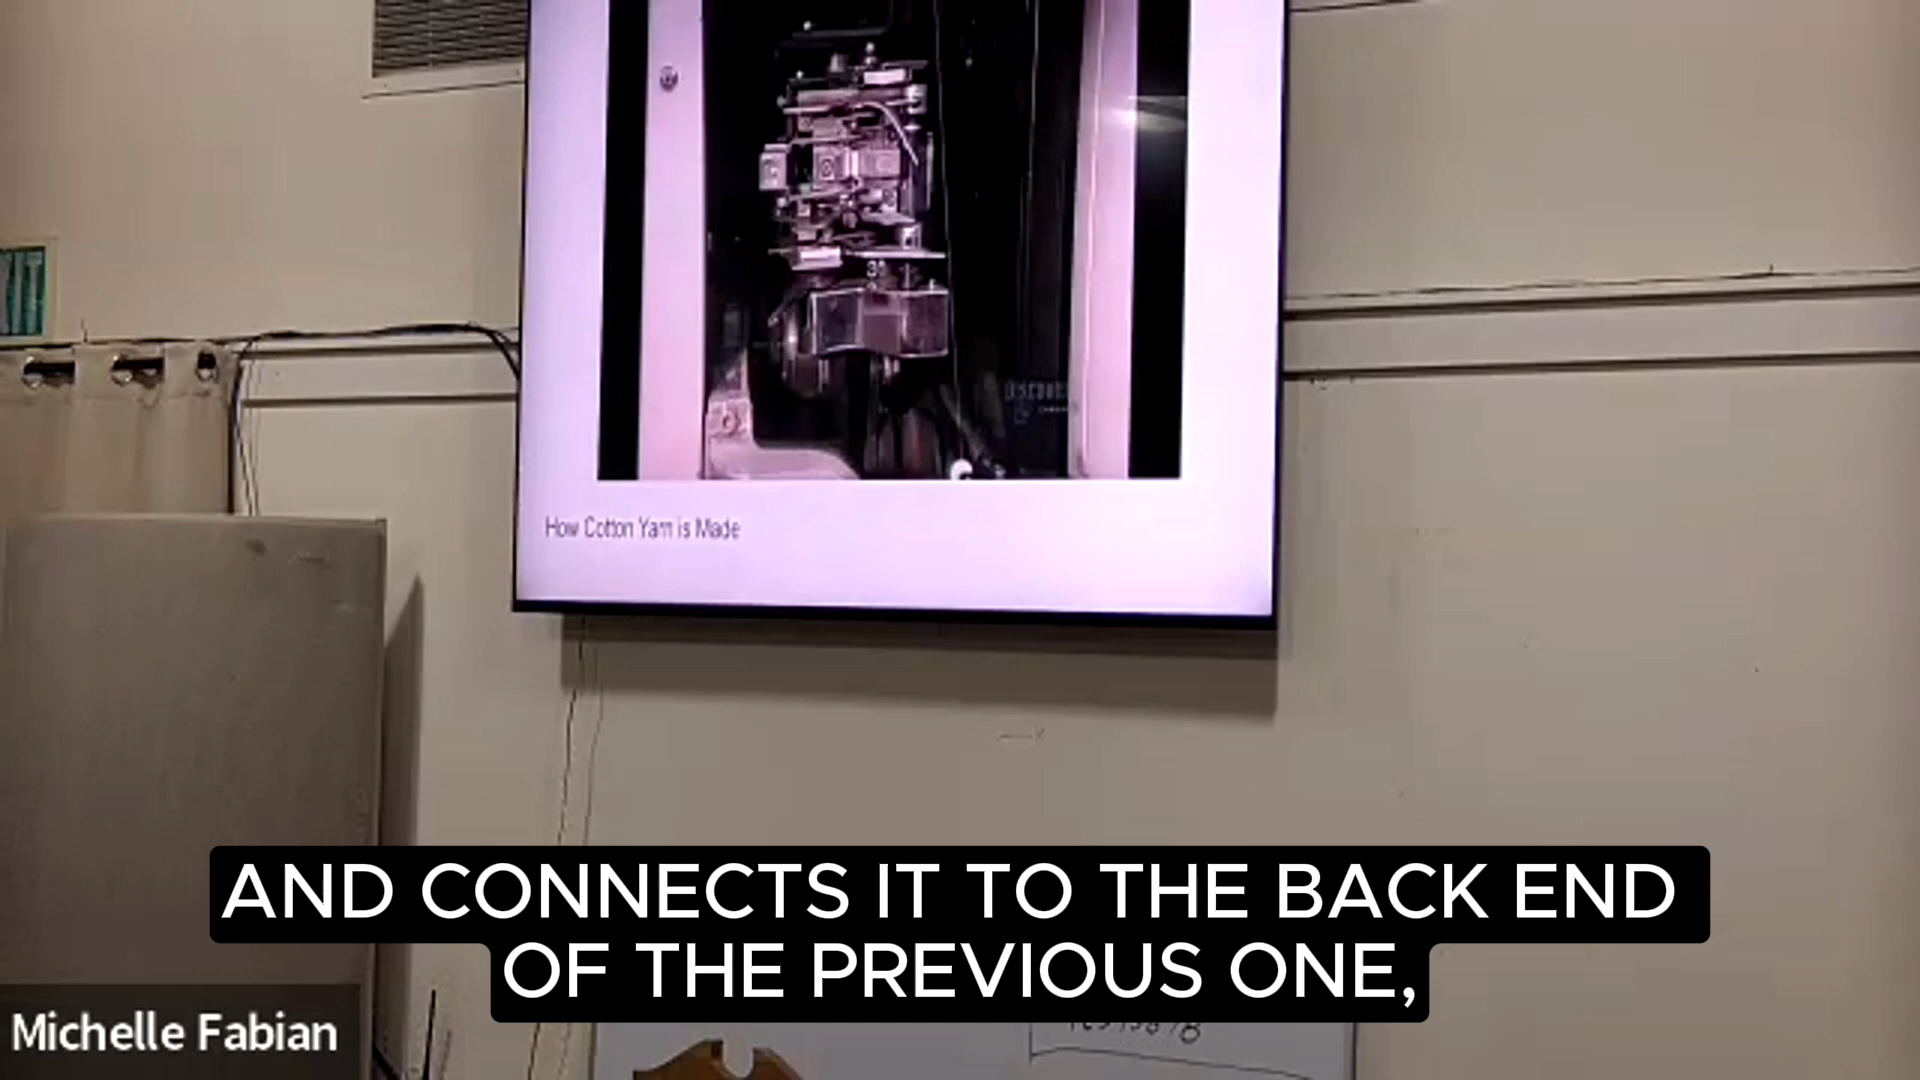 How Cotton Yarn is Made
AND CONNECTS IT TO THE BACK END
OF THE PREVIOUS ONE,
Michelle Fabian